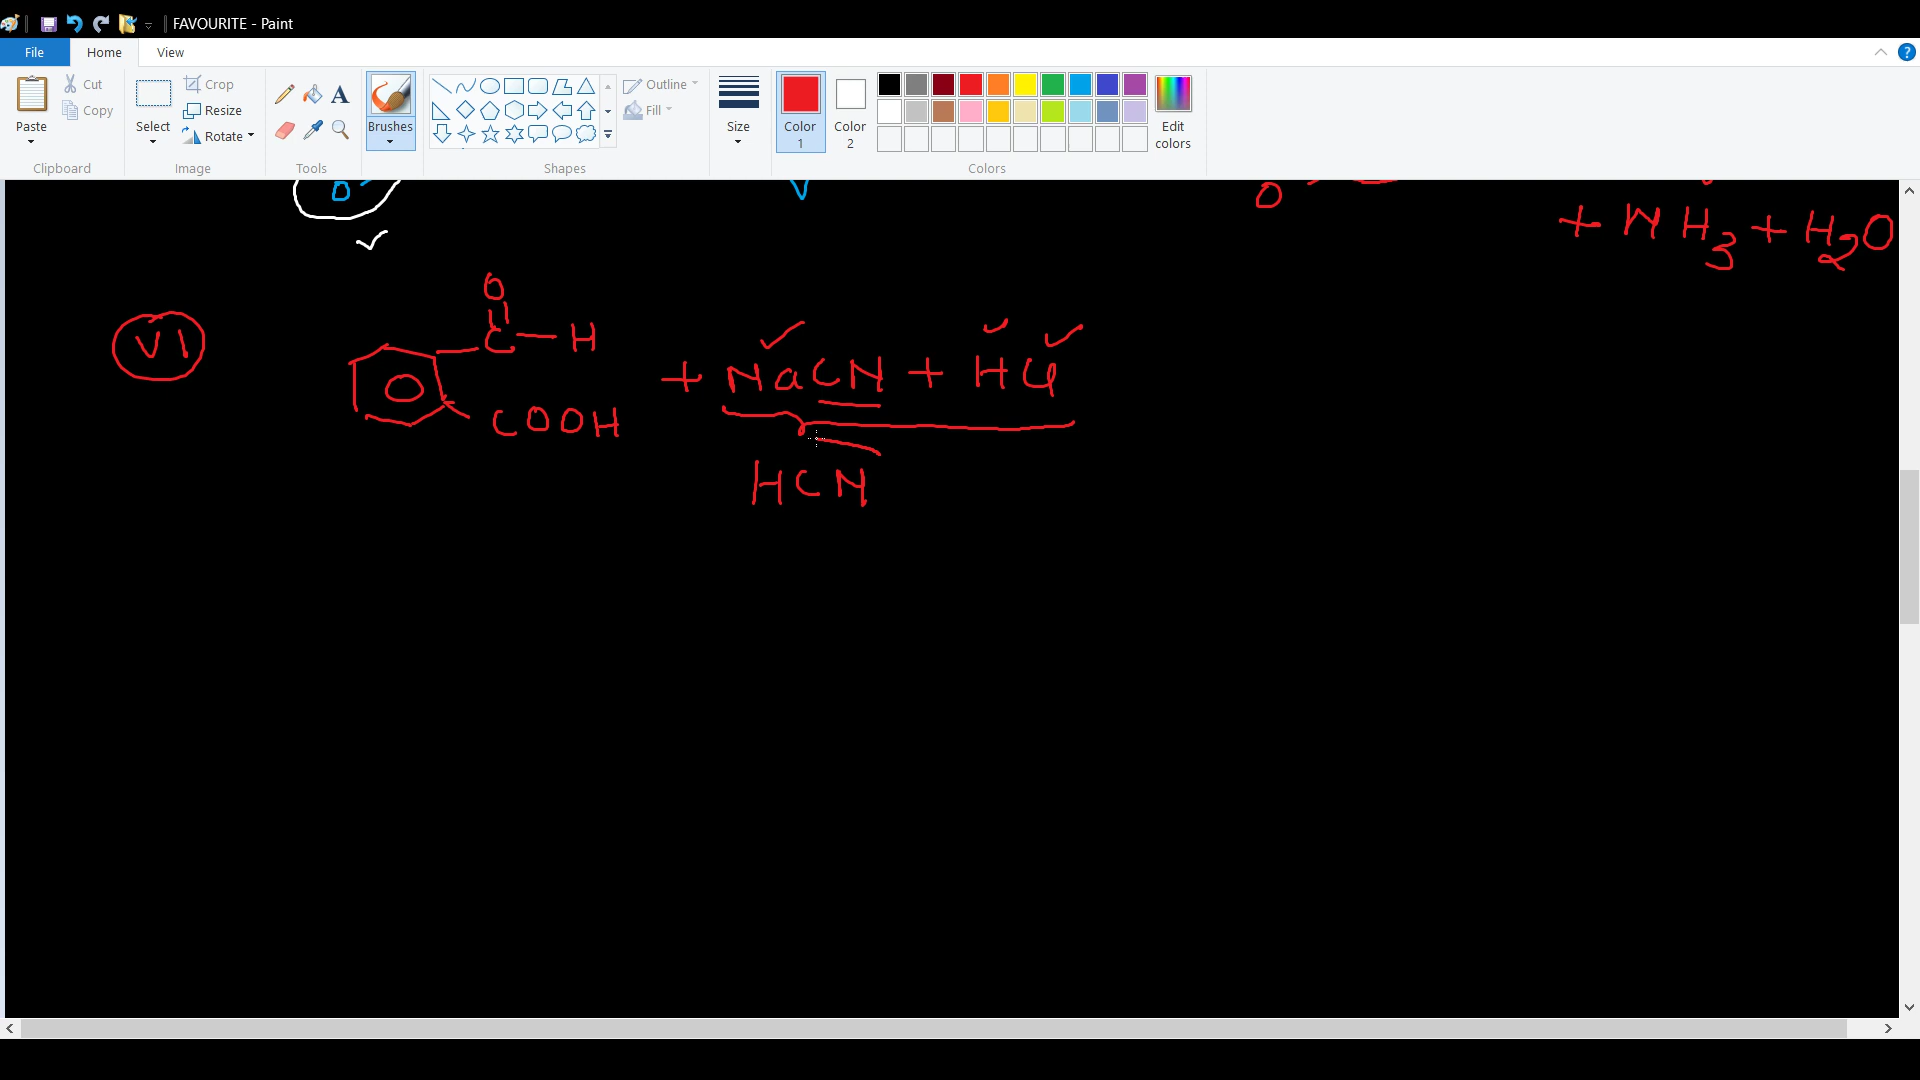 FAVOURITE - Paint
File Home View
Cut Copy Paste Clipboard
Crop Resize Rotate Select Image
A Tools
Brushes
Outline Fill Shapes
Size
Color 1 Color 2 Edit colors Colors
O
+ NH3 + H2O
VI
O
C - H
+ NaCN + HCl
COOH
HCN